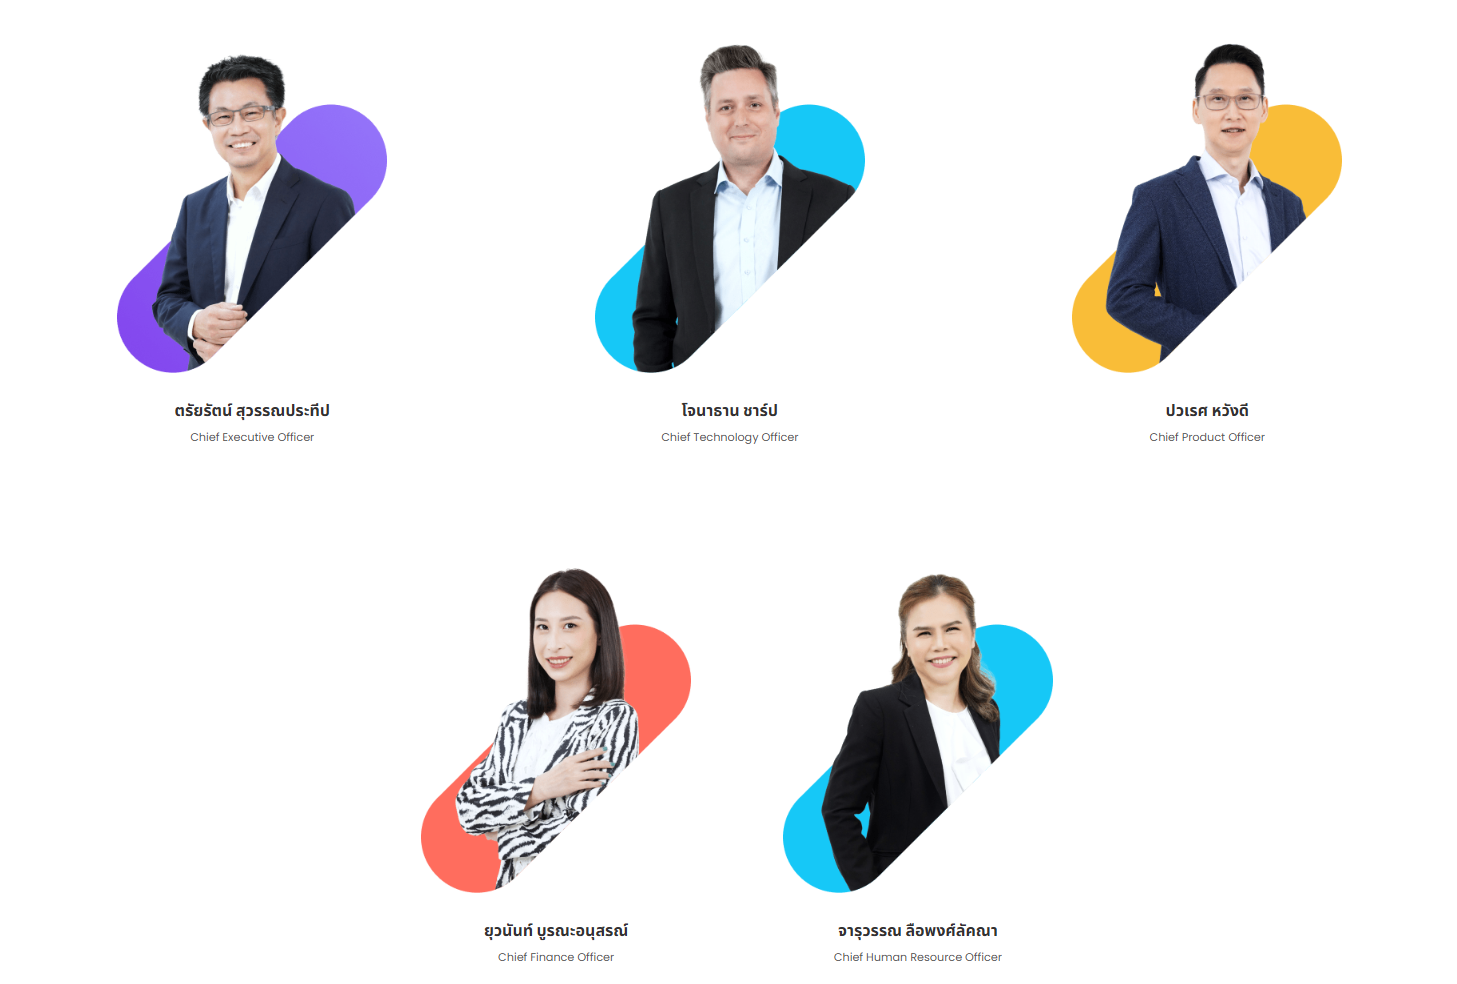 ตรัยรัตน์ สุวรรณประทีป
Chief Executive Officer
โจนาธาน ชาร์ป
Chief Technology Officer
ปวเรศ หวังดี
Chief Product Officer
ยุวนันท์ บูรณะอนุสรณ์
Chief Finance Officer
จารุวรรณ ลือพงศ์ลัคณา
Chief Human Resource Officer